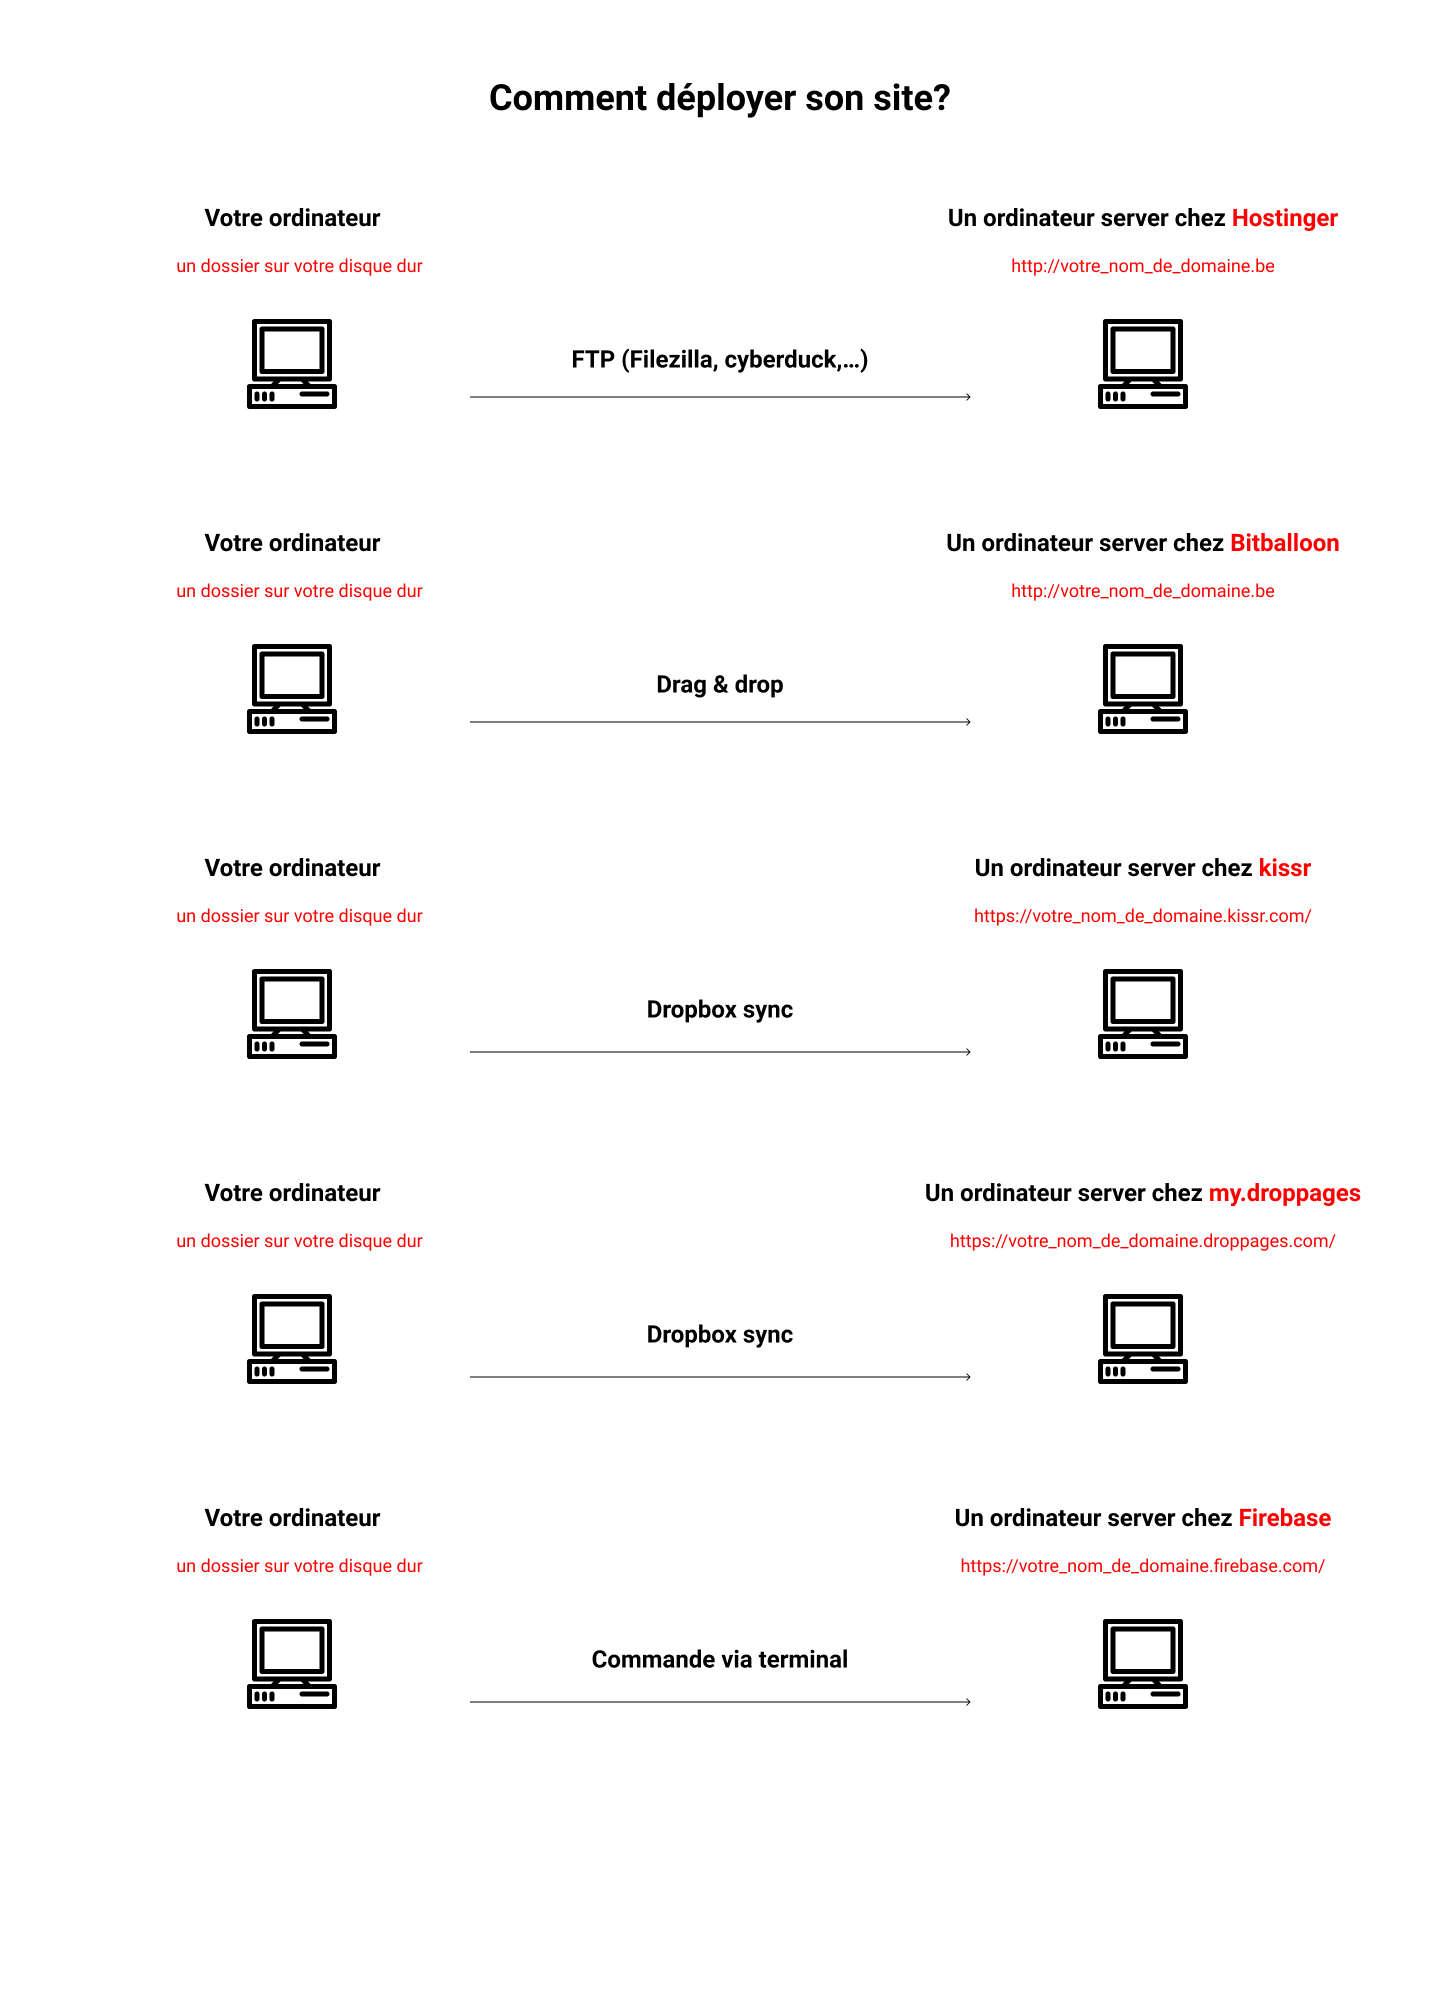 Comment déployer son site?
Votre ordinateur
Un ordinateur server chez Hostinger
un dossier sur votre disque dur
http://votre_nom_de_domaine.be
FTP (Filezilla, cyberduck,...)
Votre ordinateur
Un ordinateur server chez Bitballoon
un dossier sur votre disque dur
http://votre_nom_de_domaine.be
Drag & drop
Votre ordinateur
Un ordinateur server chez kissr
un dossier sur votre disque dur
https://votre_nom_de_domaine.kissr.com/
Dropbox sync
Votre ordinateur
Un ordinateur server chez my.droppages
un dossier sur votre disque dur
https://votre_nom_de_domaine.droppages.com/
Dropbox sync
Votre ordinateur
Un ordinateur server chez Firebase
un dossier sur votre disque dur
https://votre_nom_de_domaine.firebase.com/
Commande via terminal